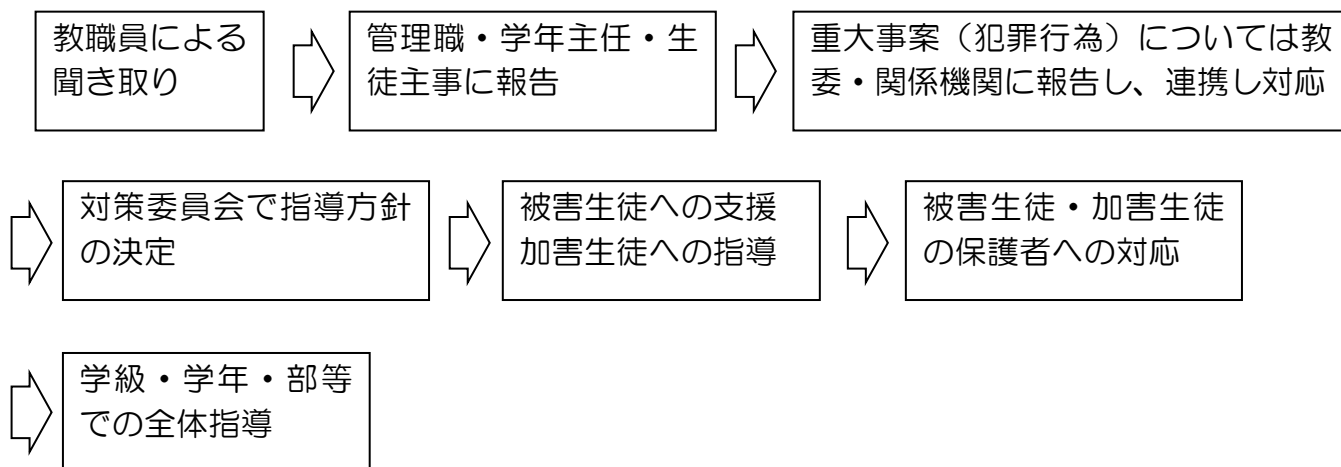 教職員による
聞き取り
管理職・学年主任・生
徒主事に報告
重大事案（犯罪行為）については教
委・関係機関に報告し、連携し対応
対策委員会で指導方針
の決定
被害生徒への支援
加害生徒への指導
被害生徒・加害生徒
の保護者への対応
学級・学年・部等
での全体指導